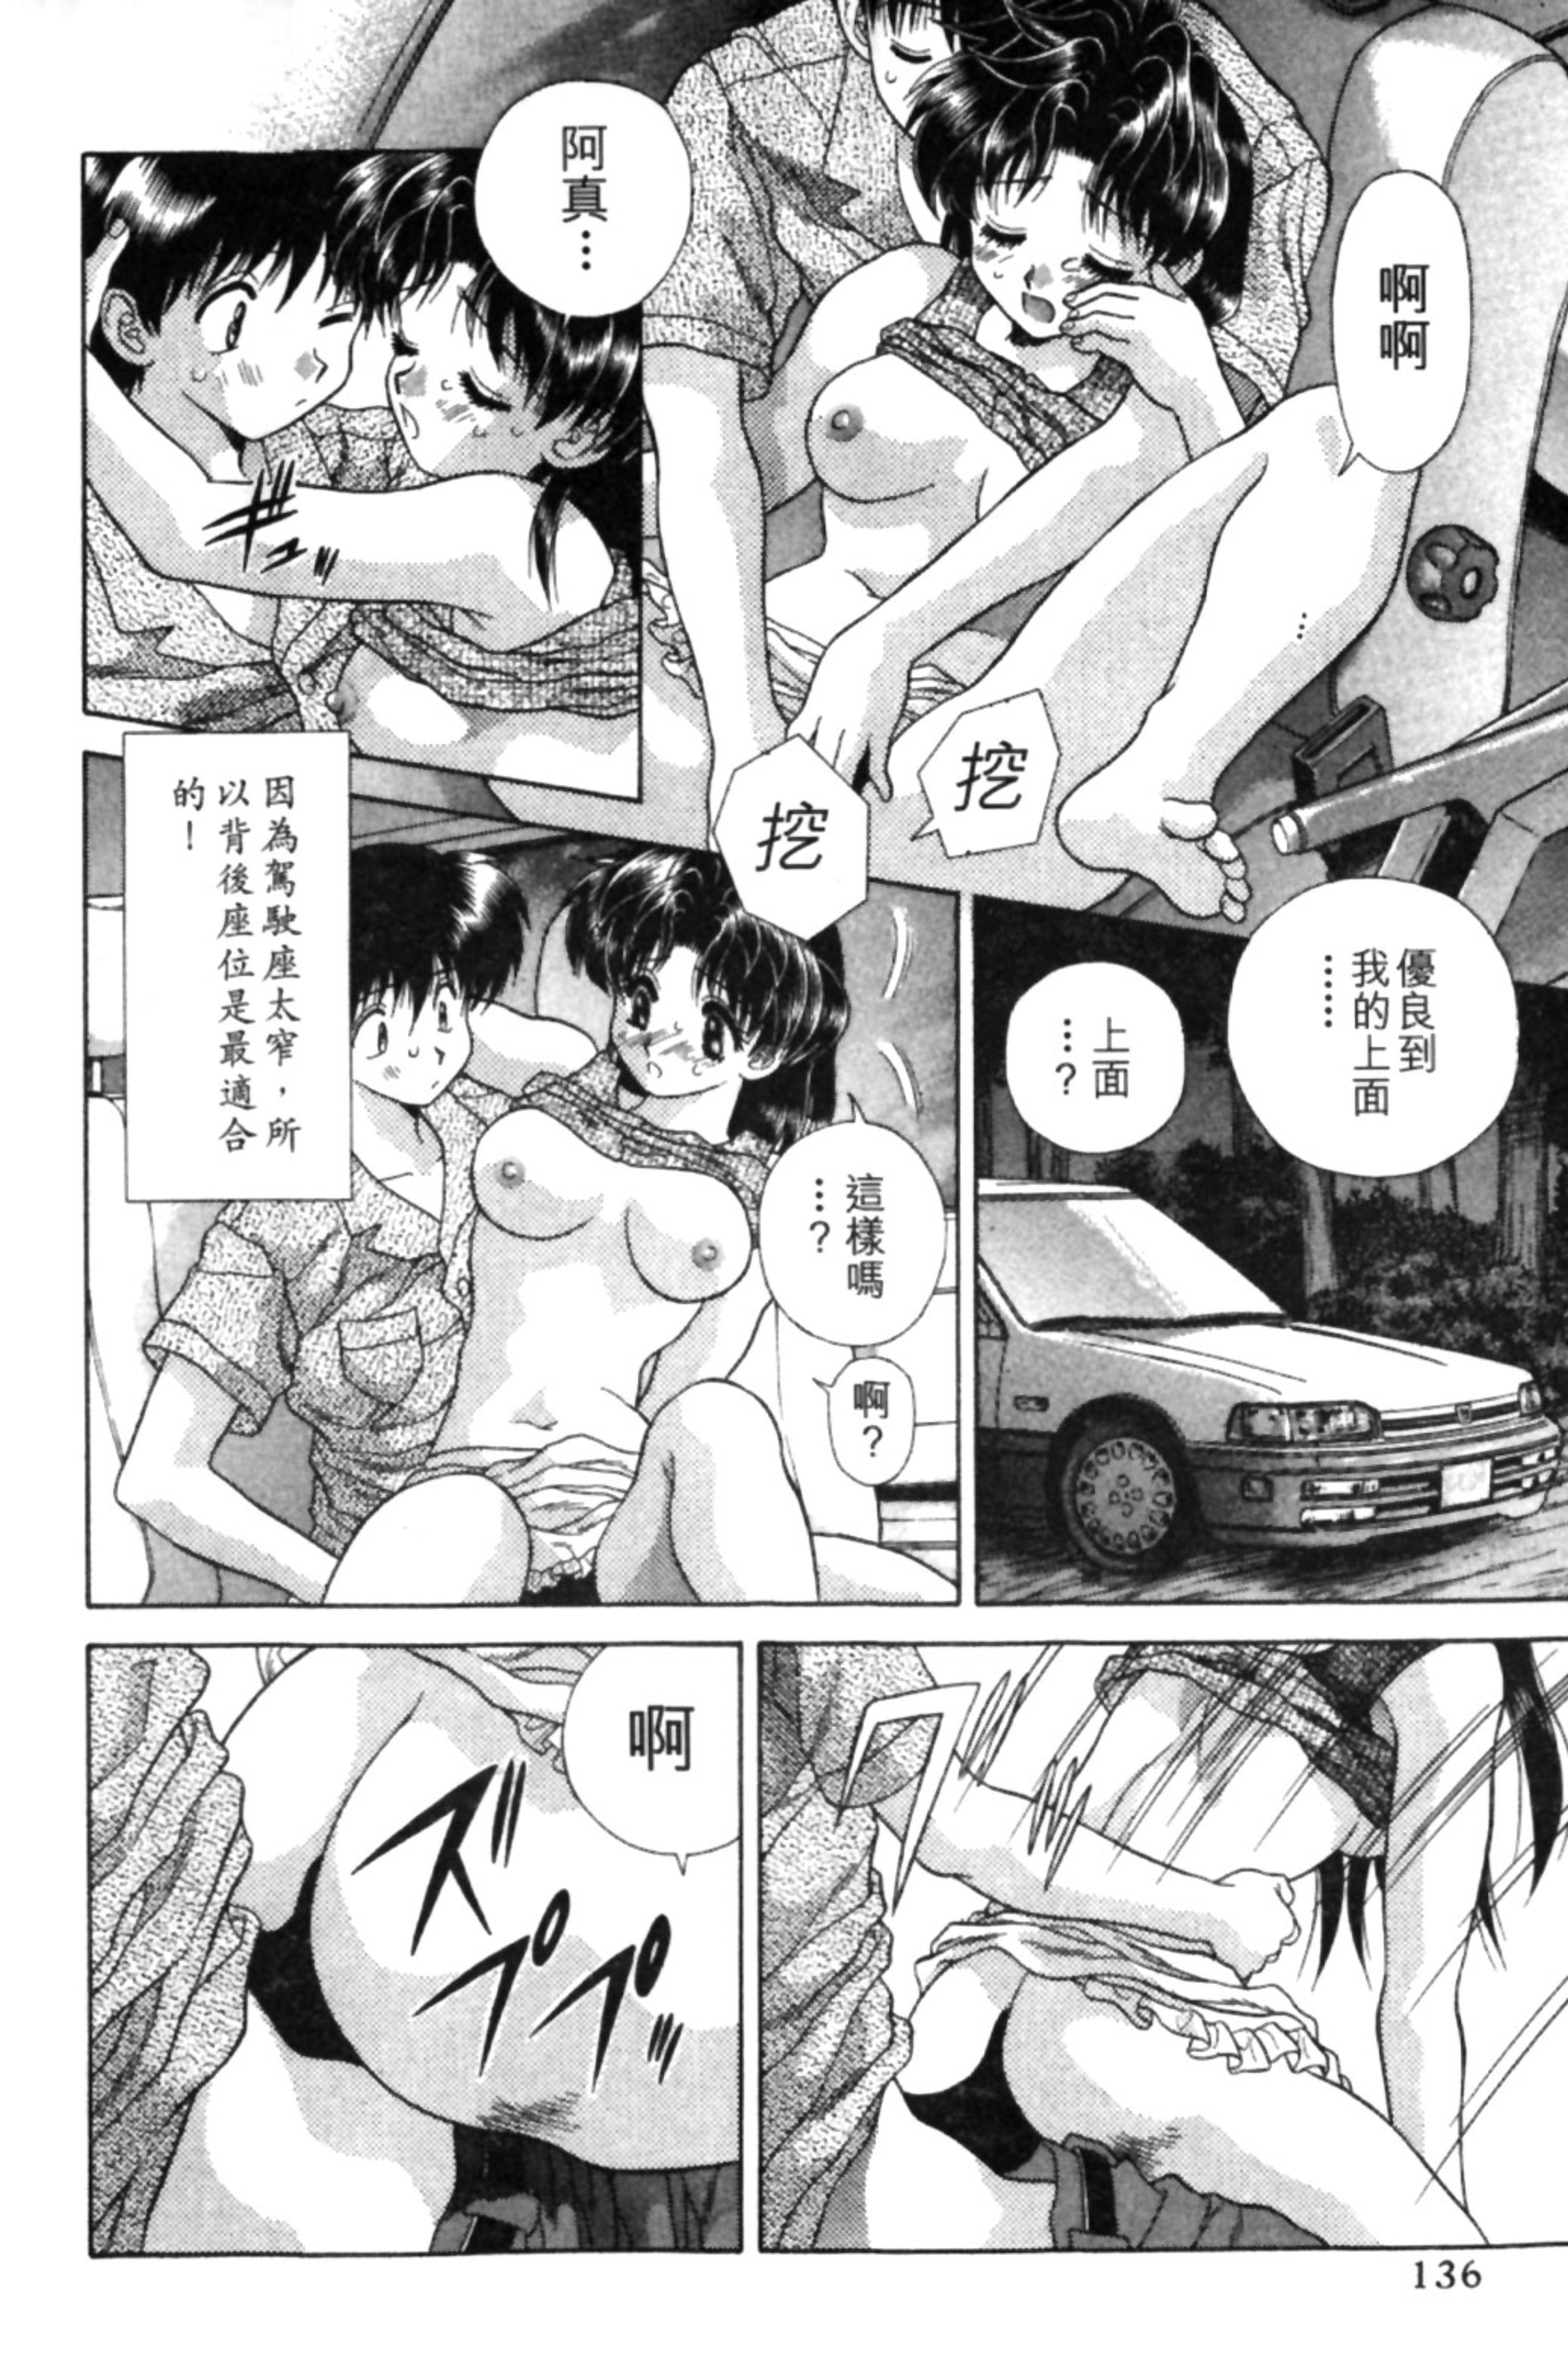 啊啊
阿真…
挖
挖
優良到
我的上面
……
上面
…？
這樣嗎
…？
啊？
因為駕駛座太窄，所
以背後座位是最適合
的！
ギュ
啊
ズププ
136